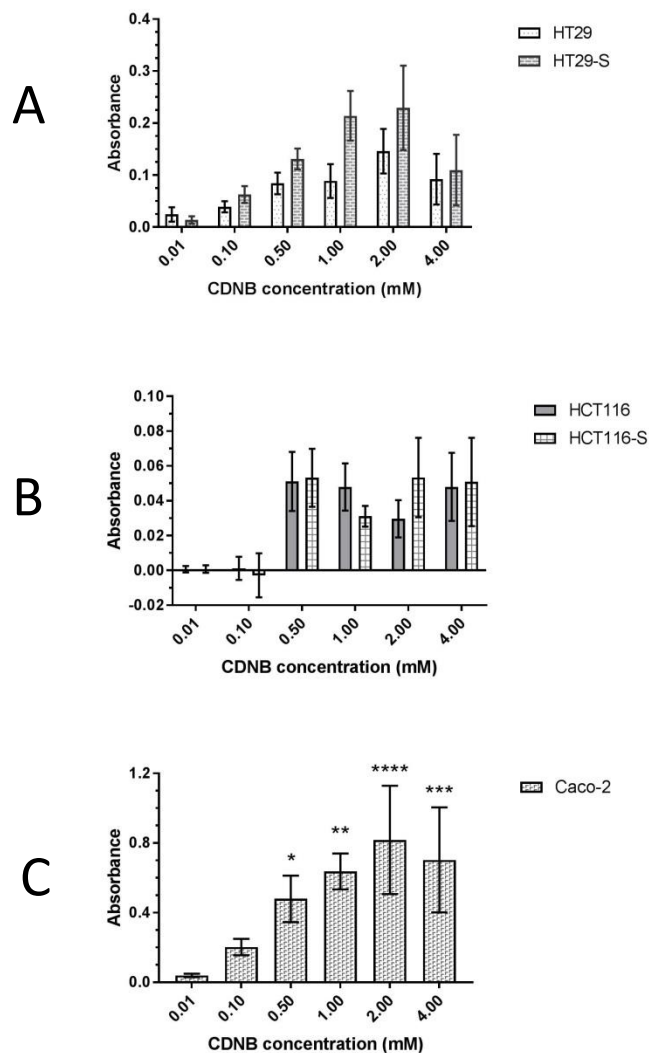 A
Absorbance
0.4
0.3
0.2
0.1
0.0
0.01
0.10
0.50
1.00
2.00
4.00
CDNB concentration (mM)
HT29
HT29-S
B
Absorbance
0.10
0.08
0.06
0.04
0.02
0.00
-0.02
0.01
0.10
0.50
1.00
2.00
4.00
CDNB concentration (mM)
HCT116
HCT116-S
C
Absorbance
1.2
0.8
0.4
0.0
*
**
****
***
0.01
0.10
0.50
1.00
2.00
4.00
CDNB concentration (mM)
Caco-2